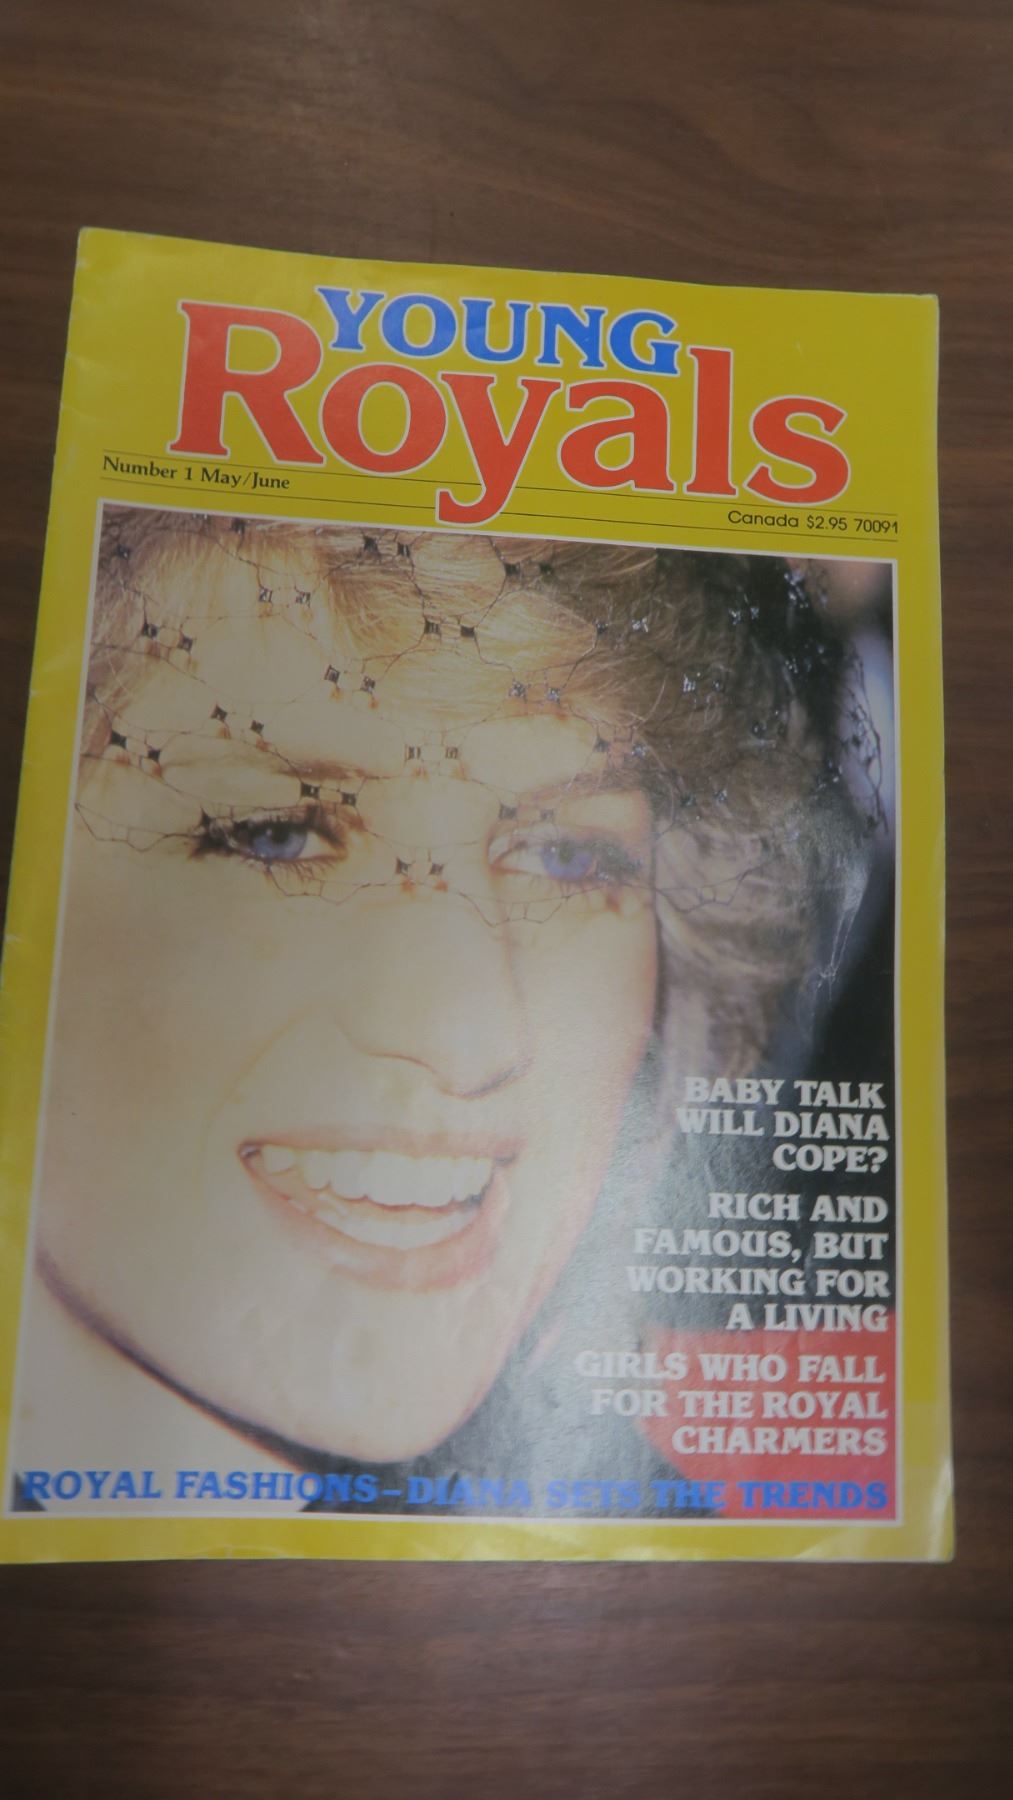 YOUNG
Royals
Number 1 May/June
Canada $2.95 70091
BABY TALK
WILL DIANA
COPE?
RICH AND
FAMOUS, BUT
WORKING FOR
A LIVING
GIRLS WHO FALL
FOR THE ROYAL
CHARMERS
ROYAL FASHIONS–DIANA SETS THE TRENDS